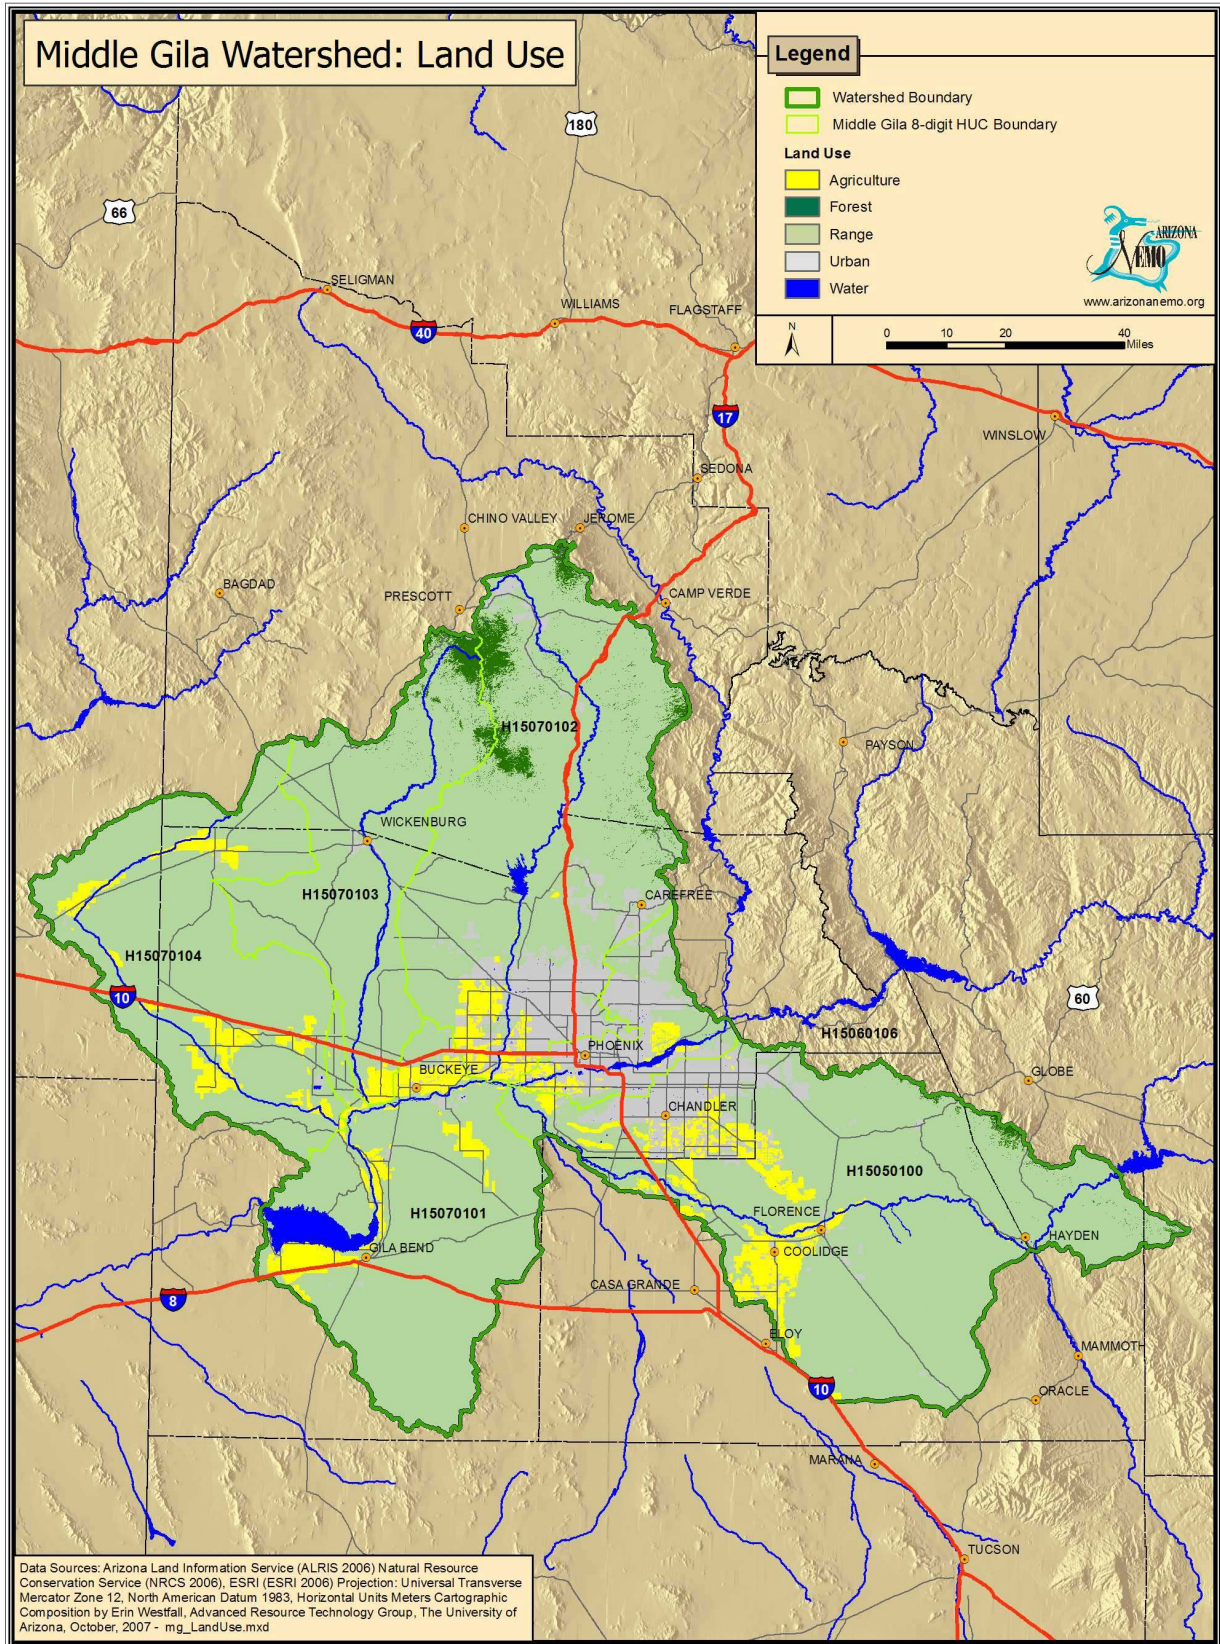 Middle Gila Watershed: Land Use
Legend
Watershed Boundary
Middle Gila 8-digit HUC Boundary
Land Use
Agriculture
Forest
Range
Urban
Water
ARIZONA
NEMO
www.arizonanemo.org
N
0 10 20 40
Miles
180
66
SELIGMAN
WILLIAMS
FLAGSTAFF
40
17
WINSLOW
SEDONA
CHINO VALLEY
JEROME
BAGDAD
PRESCOTT
CAMP VERDE
H15070102
PAYSON
WICKENBURG
H15070103
CAREFREE
H15070104
10
60
H15060106
PHOENIX
BUCKEYE
GLOBE
CHANDLER
H15050100
H15070101
FLORENCE
HAYDEN
GILA BEND
COOLIDGE
CASA GRANDE
8
ELOY
MAMMOTH
10
ORACLE
MARANA
TUCSON
Data Sources: Arizona Land Information Service (ALRIS 2006) Natural Resource
Conservation Service (NRCS 2006), ESRI (ESRI 2006) Projection: Universal Transverse
Mercator Zone 12, North American Datum 1983, Horizontal Units Meters Cartographic
Composition by Erin Westfall, Advanced Resource Technology Group, The University of
Arizona, October, 2007 - mg_LandUse.mxd